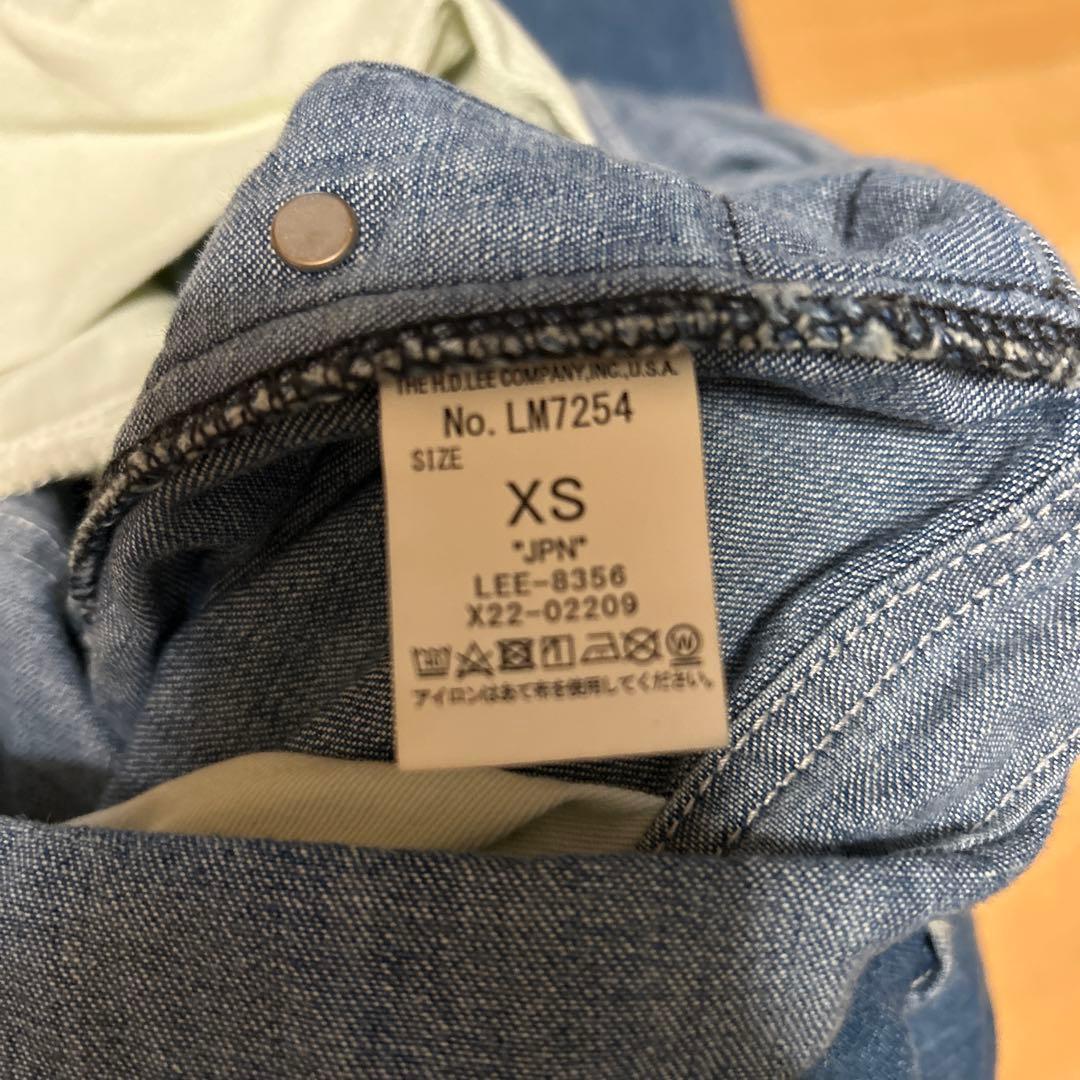 THE H.D.LEE COMPANY,INC.,U.S.A.
No. LM7254
SIZE
XS
"JPN"
LEE-8356
X22-02209
アイロンはあて布を使用してください。